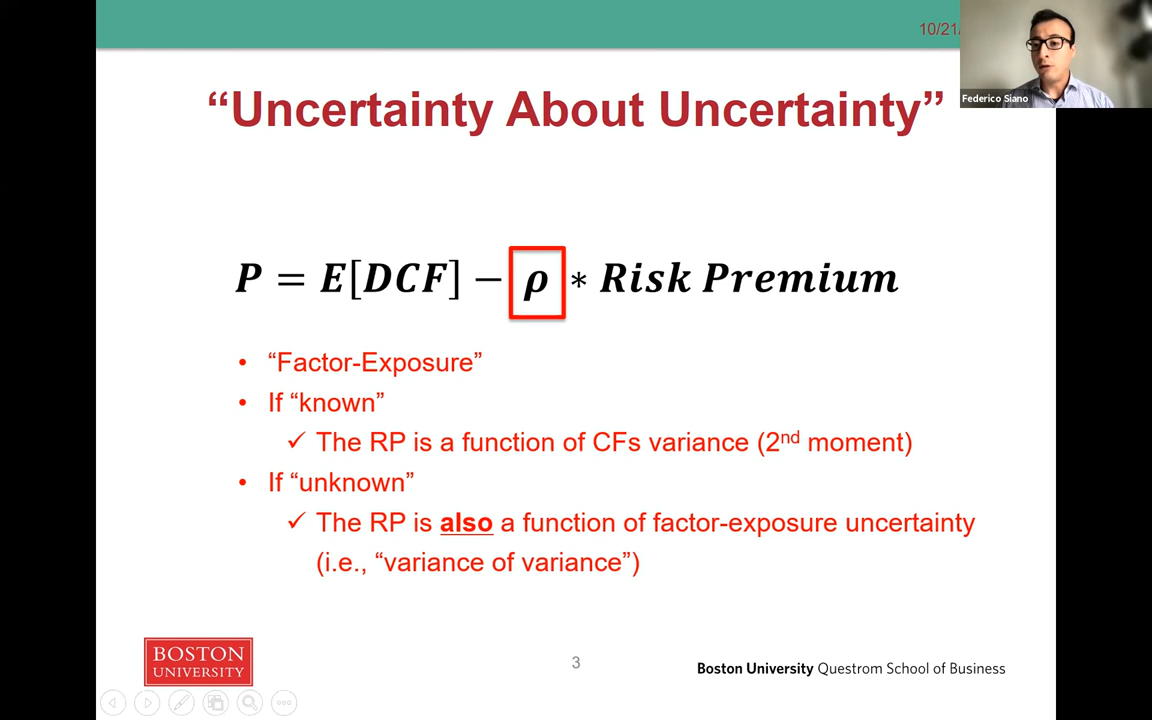 10/21/
Federico Siano
“Uncertainty About Uncertainty”
P = E[DCF] − ρ ∗ Risk Premium
• “Factor-Exposure”
• If “known”
✓ The RP is a function of CFs variance (2nd moment)
• If “unknown”
✓ The RP is also a function of factor-exposure uncertainty
(i.e., “variance of variance”)
BOSTON
UNIVERSITY
3
Boston University Questrom School of Business